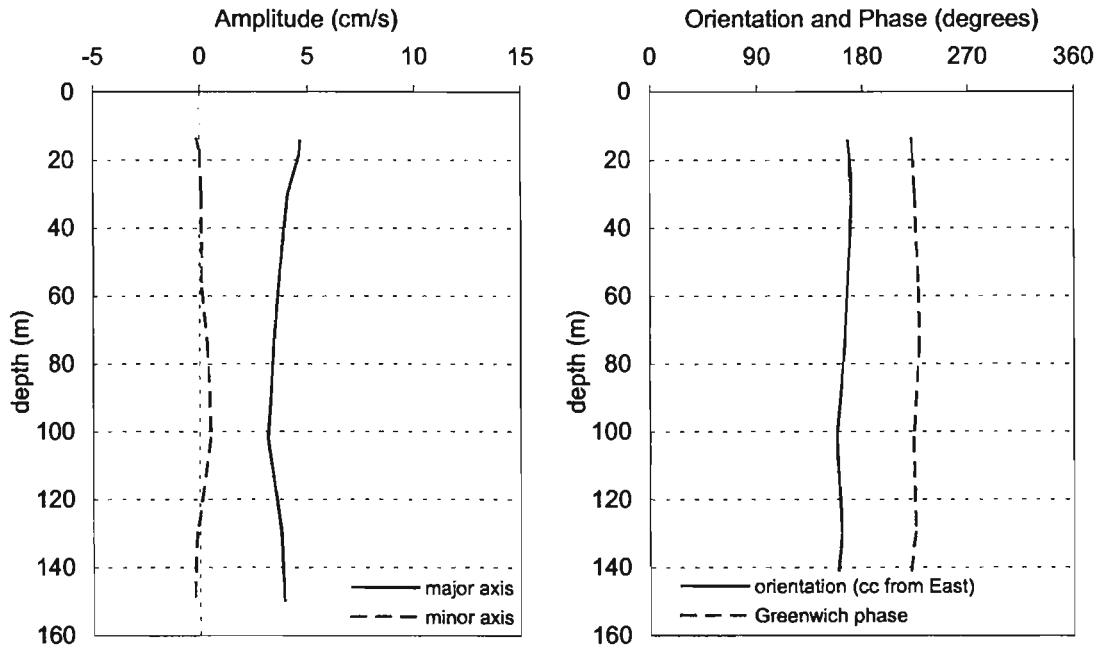 Amplitude (cm/s)
-5 0 5 10 15
0
20
40
60
80
100
120
140
160
depth (m)
major axis
minor axis
Orientation and Phase (degrees)
0 90 180 270 360
0
20
40
60
80
100
120
140
160
depth (m)
orientation (cc from East)
Greenwich phase